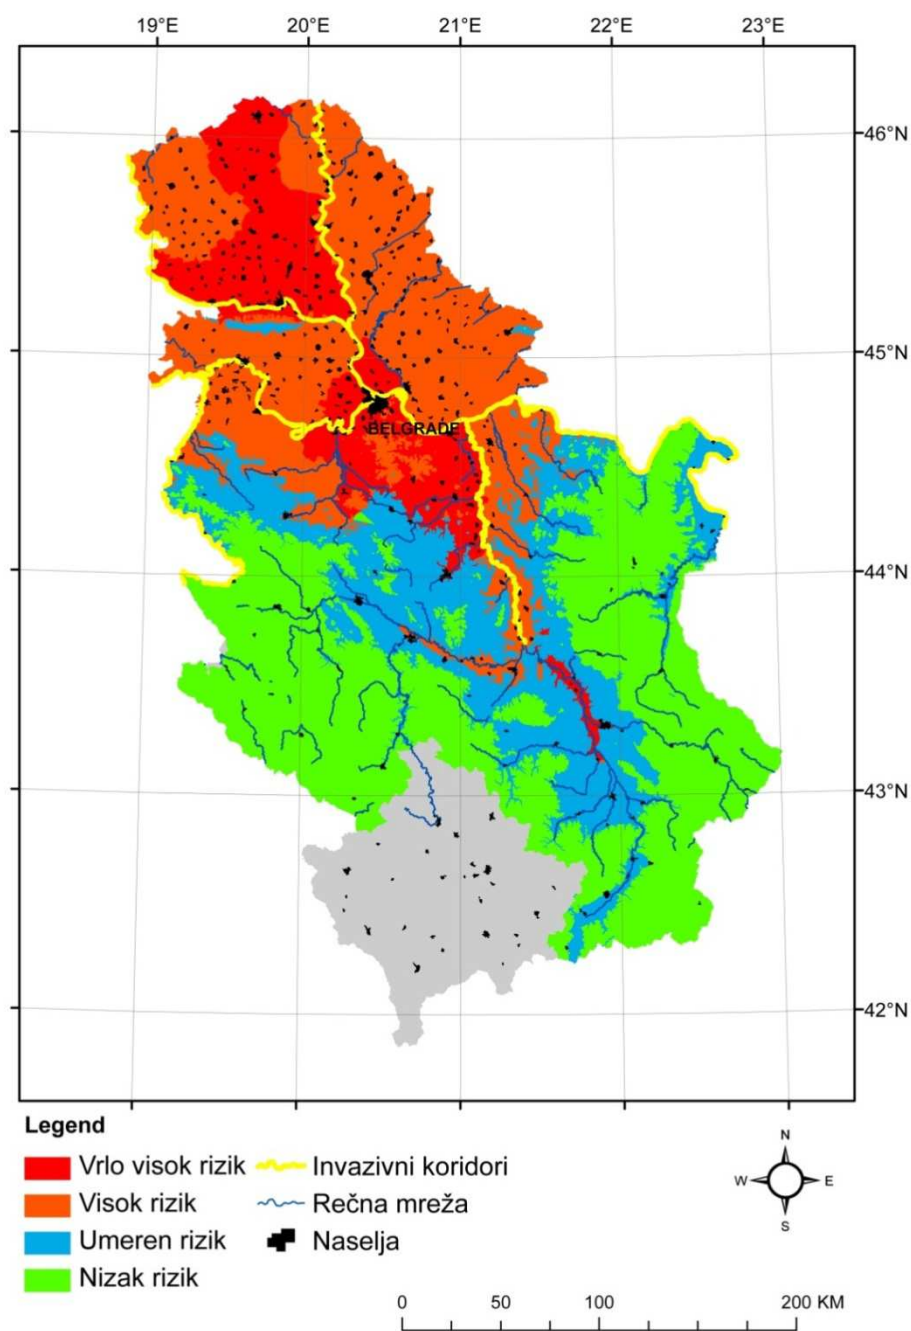 19°E 20°E 21°E 22°E 23°E
46°N
45°N
BELGRADE
44°N
43°N
42°N
Legend
Vrlo visok rizik
Visok rizik
Umeren rizik
Nizak rizik
Invazivni koridori
Rečna mreža
Naselja
N
W E
S
0 50 100 200 KM